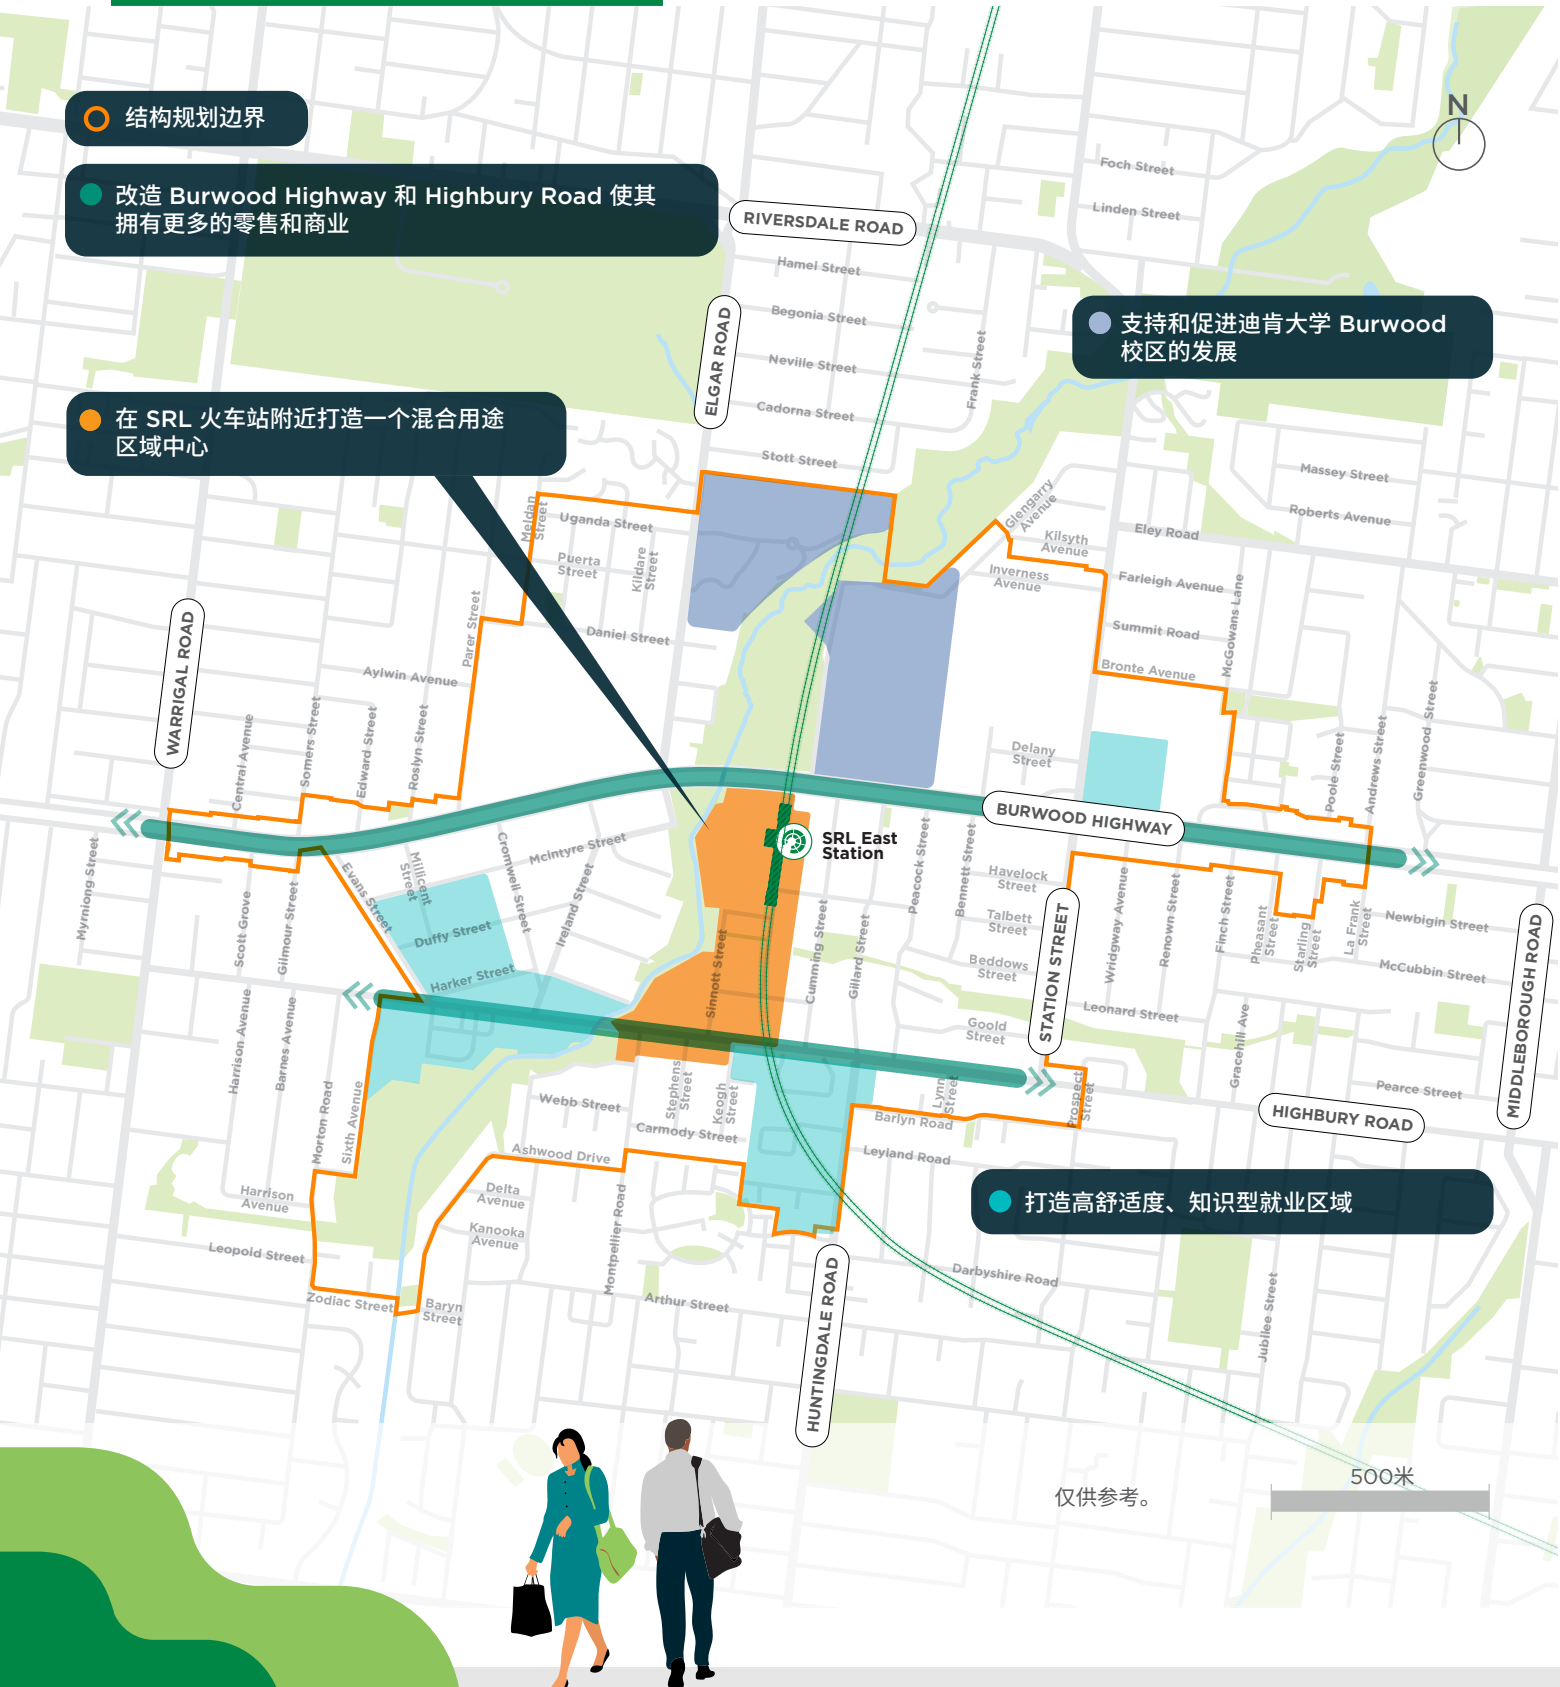 结构规划边界
改造 Burwood Highway 和 Highbury Road 使其
拥有更多的零售和商业
N
Foch Street
Linden Street
RIVERSDALE ROAD
Hamel Street
Begonia Street
支持和促进迪肯大学 Burwood
校区的发展
ELGAR ROAD
Neville Street
Frank Street
Cadorna Street
在 SRL 火车站附近打造一个混合用途
区域中心
Stott Street
Massey Street
Roberts Avenue
Glengarry
Avenue
Meldan
Street
Uganda Street
Kilsyth
Avenue
Eley Road
Puerta
Street
Kildare
Street
Inverness
Avenue
Farleigh Avenue
McGowans Lane
Daniel Street
Summit Road
Parer Street
WARRIGAL ROAD
Aylwin Avenue
Bronte Avenue
Central Avenue
Somers Street
Edward Street
Roslyn Street
Delany
Street
Poole Street
Andrews Street
Greenwood Street
BURWOOD HIGHWAY
SRL East
Station
Myrniong Street
Scott Grove
Gilmour Street
Evans Street
Millicent
Street
Cromwell Street
McIntyre Street
Ireland Street
Peacock Street
Bennett Street
Havelock
Street
Talbett
Street
Beddows
Street
STATION STREET
Wridgway Avenue
Renown Street
Finch Street
Pheasant
Street
Starling
Street
La Frank
Street
Newbigin Street
McCubbin Street
MIDDLEBOROUGH ROAD
Duffy Street
Harker Street
Sinnott Street
Cumming Street
Gillard Street
Harrison Avenue
Barnes Avenue
Goold
Street
Leonard Street
Gracehill Ave
Morton Road
Sixth Avenue
Webb Street
Stephens
Street
Keogh
Street
Carmody Street
Lynn
Street
Barlyn Road
Prospect
Street
Pearce Street
HIGHBURY ROAD
Ashwood Drive
Leyland Road
Harrison
Avenue
Delta
Avenue
Kanooka
Avenue
Montpellier Road
打造高舒适度、知识型就业区域
Leopold Street
Zodiac Street
Baryn
Street
Arthur Street
HUNTINGDALE ROAD
Darbyshire Road
Jubilee Street
仅供参考。
500米